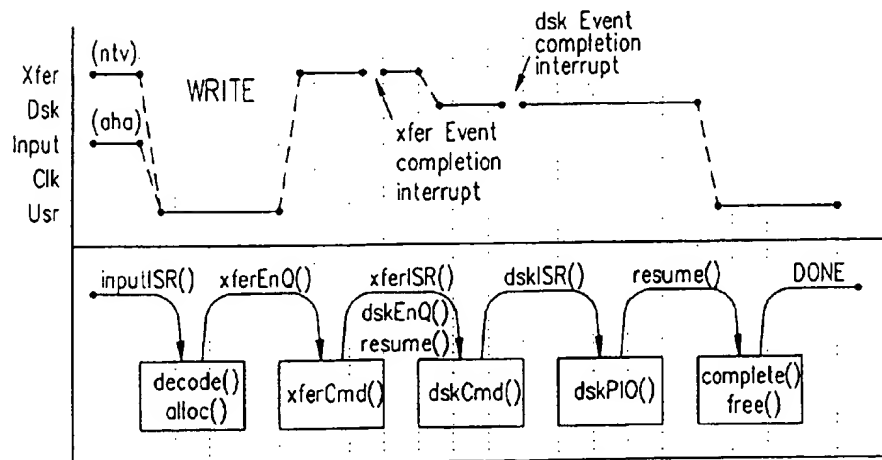 dsk Event
completion
interrupt
(ntv)
Xfer
WRITE
Dsk
(aha)
Input
xfer Event
completion
interrupt
Clk
Usr
inputISR()
xferEnQ()
xferISR()
dskEnQ()
resume()
dskISR()
resume()
DONE
decode()
alloc()
xferCmd()
dskCmd()
dskPIO()
complete()
free()